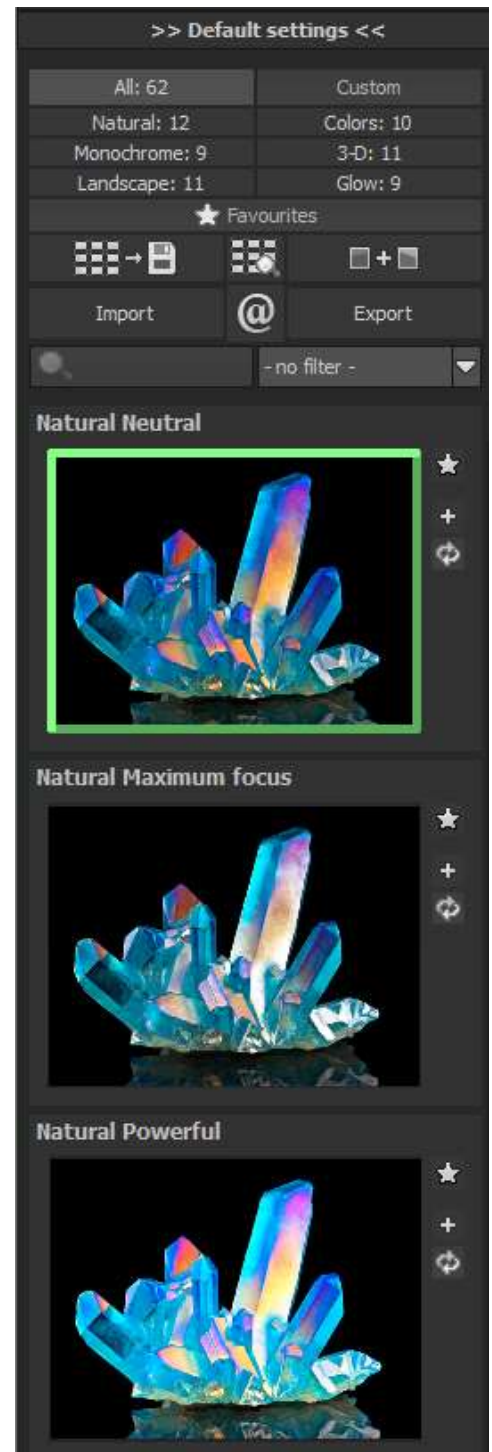 >> Default settings <<
All: 62 Custom
Natural: 12 Colors: 10
Monochrome: 9 3-D: 11
Landscape: 11 Glow: 9
Favourites
Import @ Export
- no filter -
Natural Neutral
Natural Maximum focus
Natural Powerful